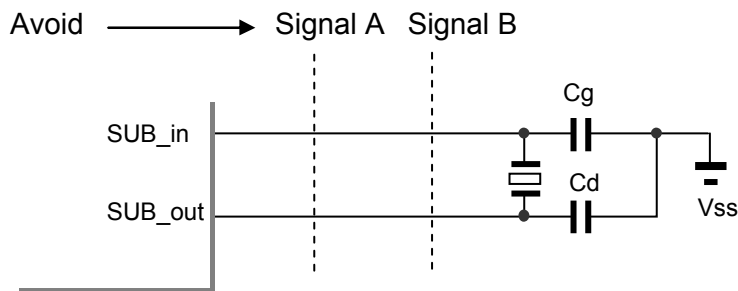 Avoid Signal A Signal B
Cg
SUB_in
Cd
SUB_out
Vss